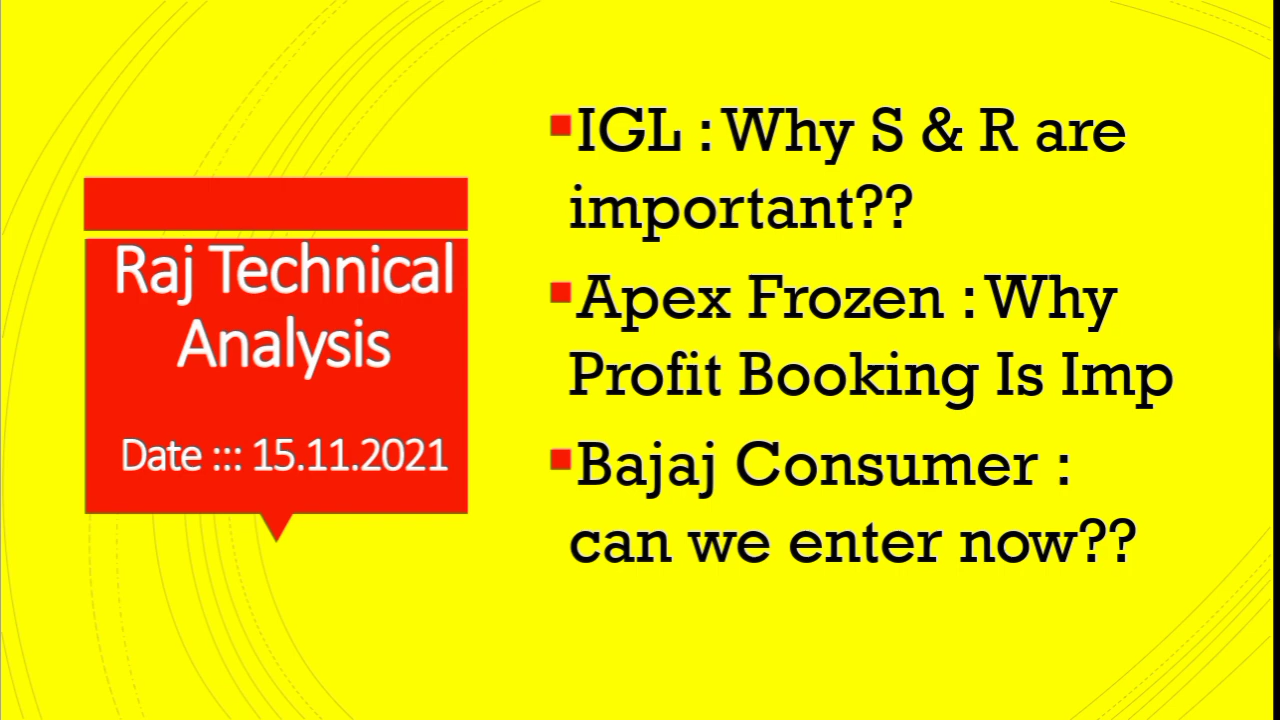 Raj Technical
Analysis
Date ::: 15.11.2021
IGL : Why S & R are
important??
Apex Frozen : Why
Profit Booking Is Imp
Bajaj Consumer :
can we enter now??